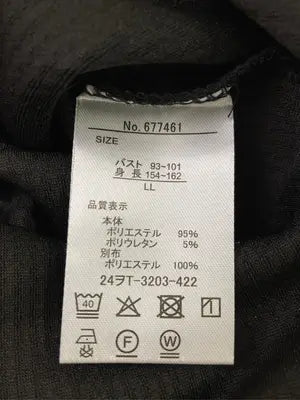 No. 677461
SIZE
バスト 93~101
身 長 154~162
LL
品質表示
本体
ポリエステル 95%
ポリウレタン 5%
別布
ポリエステル 100%
24ヲT-3203-422
40
F W